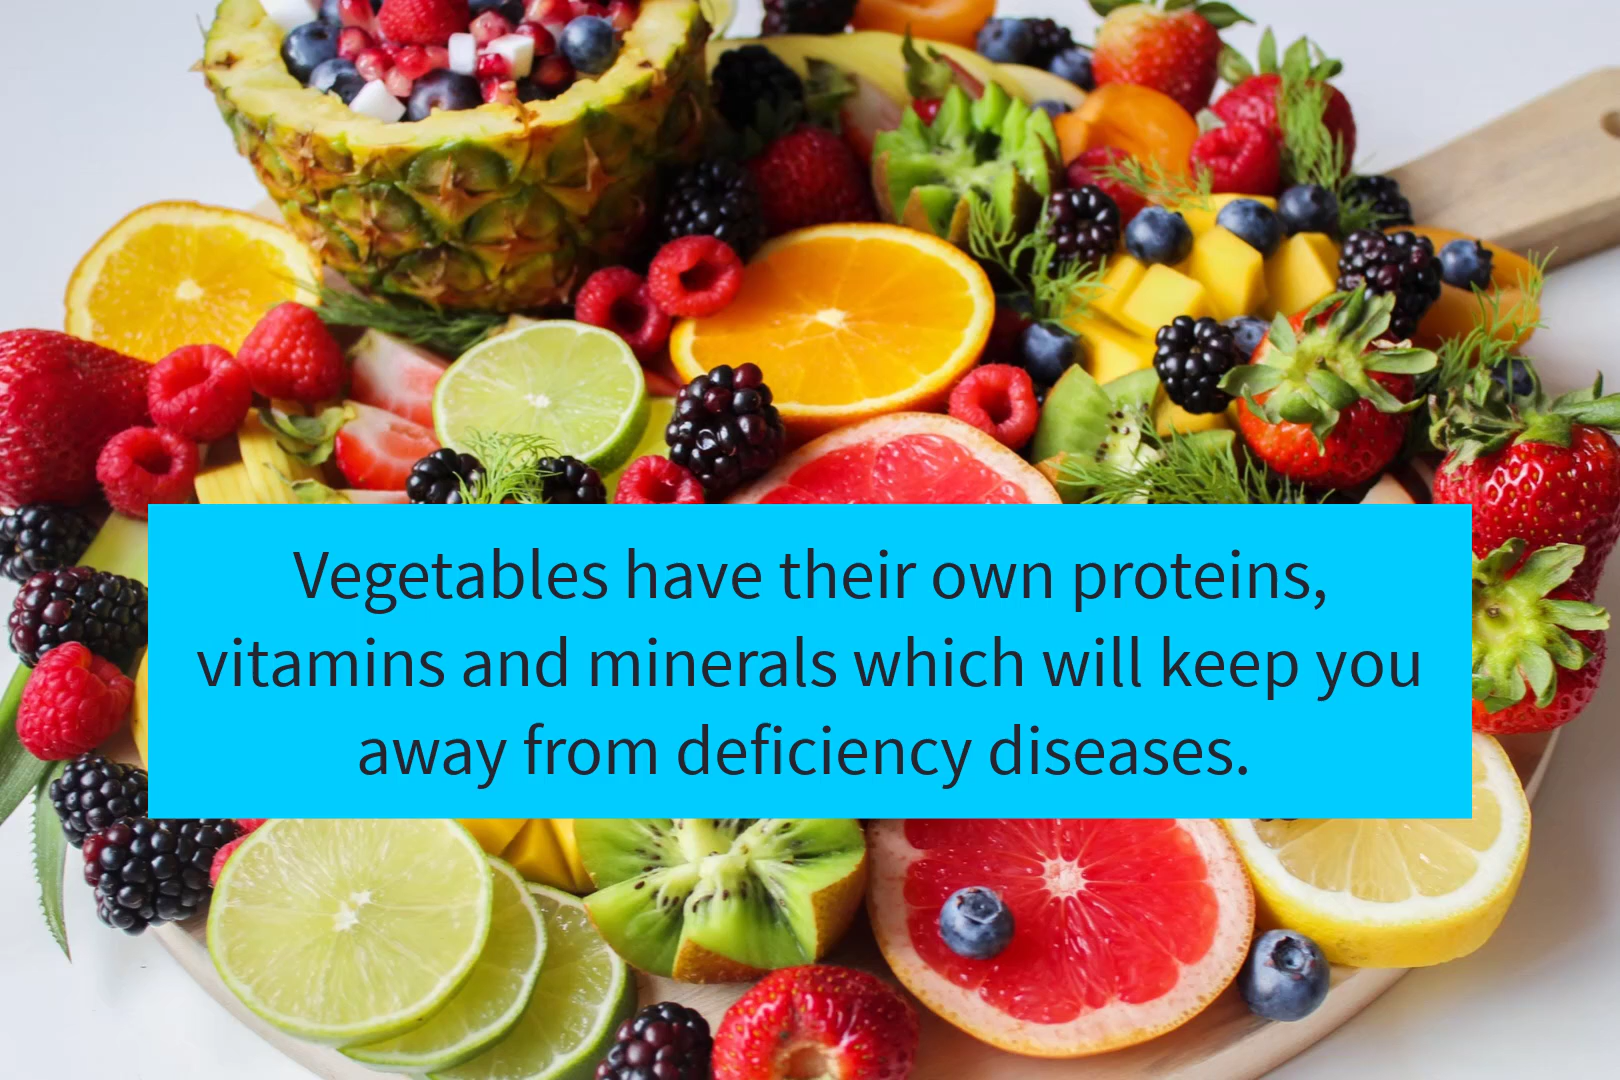 Vegetables have their own proteins,
vitamins and minerals which will keep you
away from deficiency diseases.